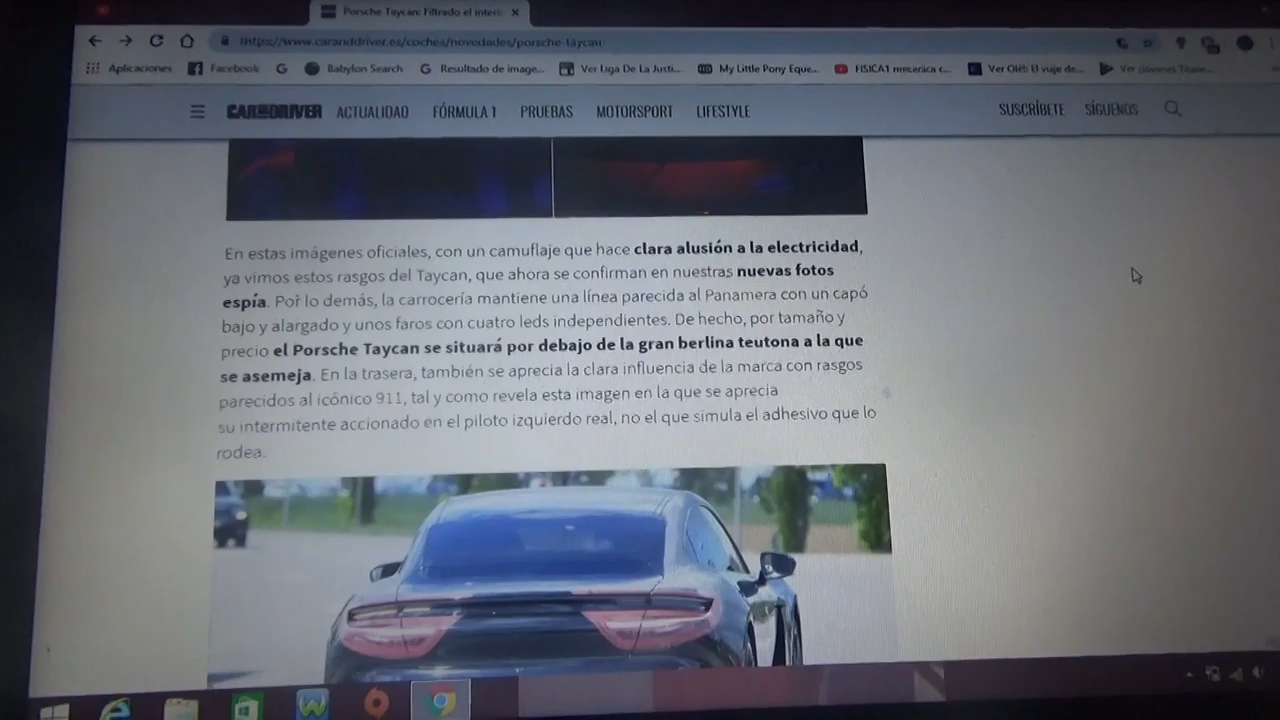 Porsche Taycan: Filtrado el interi
https://www.caranddriver.es/coches/novedades/porsche-taycan
Aplicaciones
Facebook
Babylon Search
Resultado de image...
Ver Liga De La Justi...
My Little Pony Eque...
FISICA1 mecanica c...
CAR AND DRIVER
ACTUALIDAD
FÓRMULA 1
PRUEBAS
MOTORSPORT
LIFESTYLE
SUSCRÍBETE
SÍGUENOS
En estas imágenes oficiales, con un camuflaje que hace clara alusión a la electricidad,
ya vimos estos rasgos del Taycan, que ahora se confirman en nuestras nuevas fotos
espía. Por lo demás, la carrocería mantiene una línea parecida al Panamera con un capó
bajo y alargado y unos faros con cuatro leds independientes. De hecho, por tamaño y
precio el Porsche Taycan se situará por debajo de la gran berlina teutona a la que
se asemeja. En la trasera, también se aprecia la clara influencia de la marca con rasgos
parecidos al icónico 911, tal y como revela esta imagen en la que se aprecia
su intermitente accionado en el piloto izquierdo real, no el que simula el adhesivo que lo
rodea.